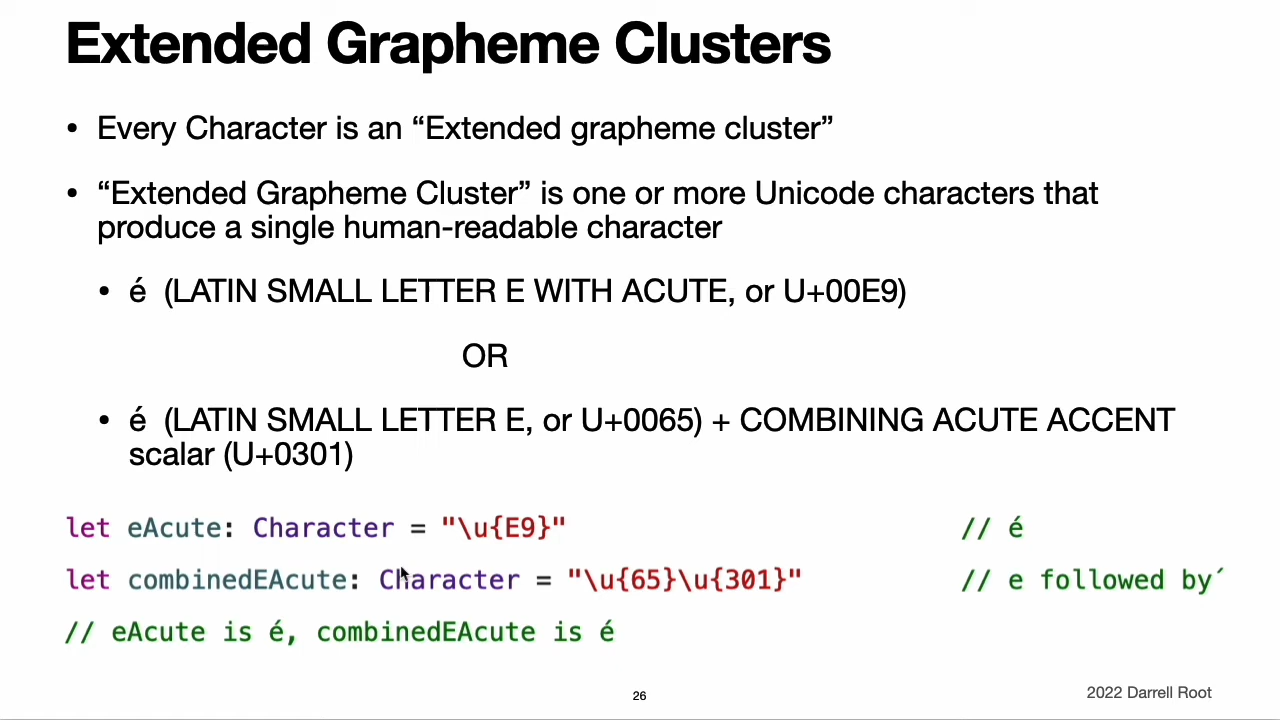 Extended Grapheme Clusters
• Every Character is an “Extended grapheme cluster”
• “Extended Grapheme Cluster” is one or more Unicode characters that
produce a single human-readable character
• é (LATIN SMALL LETTER E WITH ACUTE, or U+00E9)
OR
• é (LATIN SMALL LETTER E, or U+0065) + COMBINING ACUTE ACCENT
scalar (U+0301)
let eAcute: Character = "\u{E9}" // é
let combinedEAcute: Character = "\u{65}\u{301}" // e followed by´
// eAcute is é, combinedEAcute is é
26
2022 Darrell Root